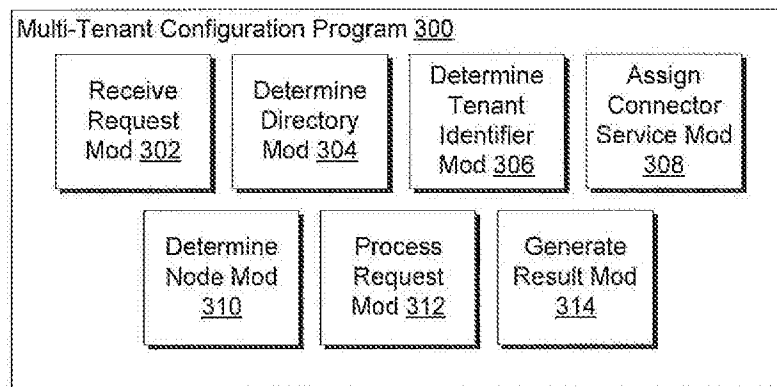 Multi-Tenant Configuration Program 300
Receive
Request
Mod 302
Determine
Directory
Mod 304
Determine
Tenant
Identifier
Mod 306
Assign
Connector
Service Mod
308
Determine
Node Mod
310
Process
Request
Mod 312
Generate
Result Mod
314